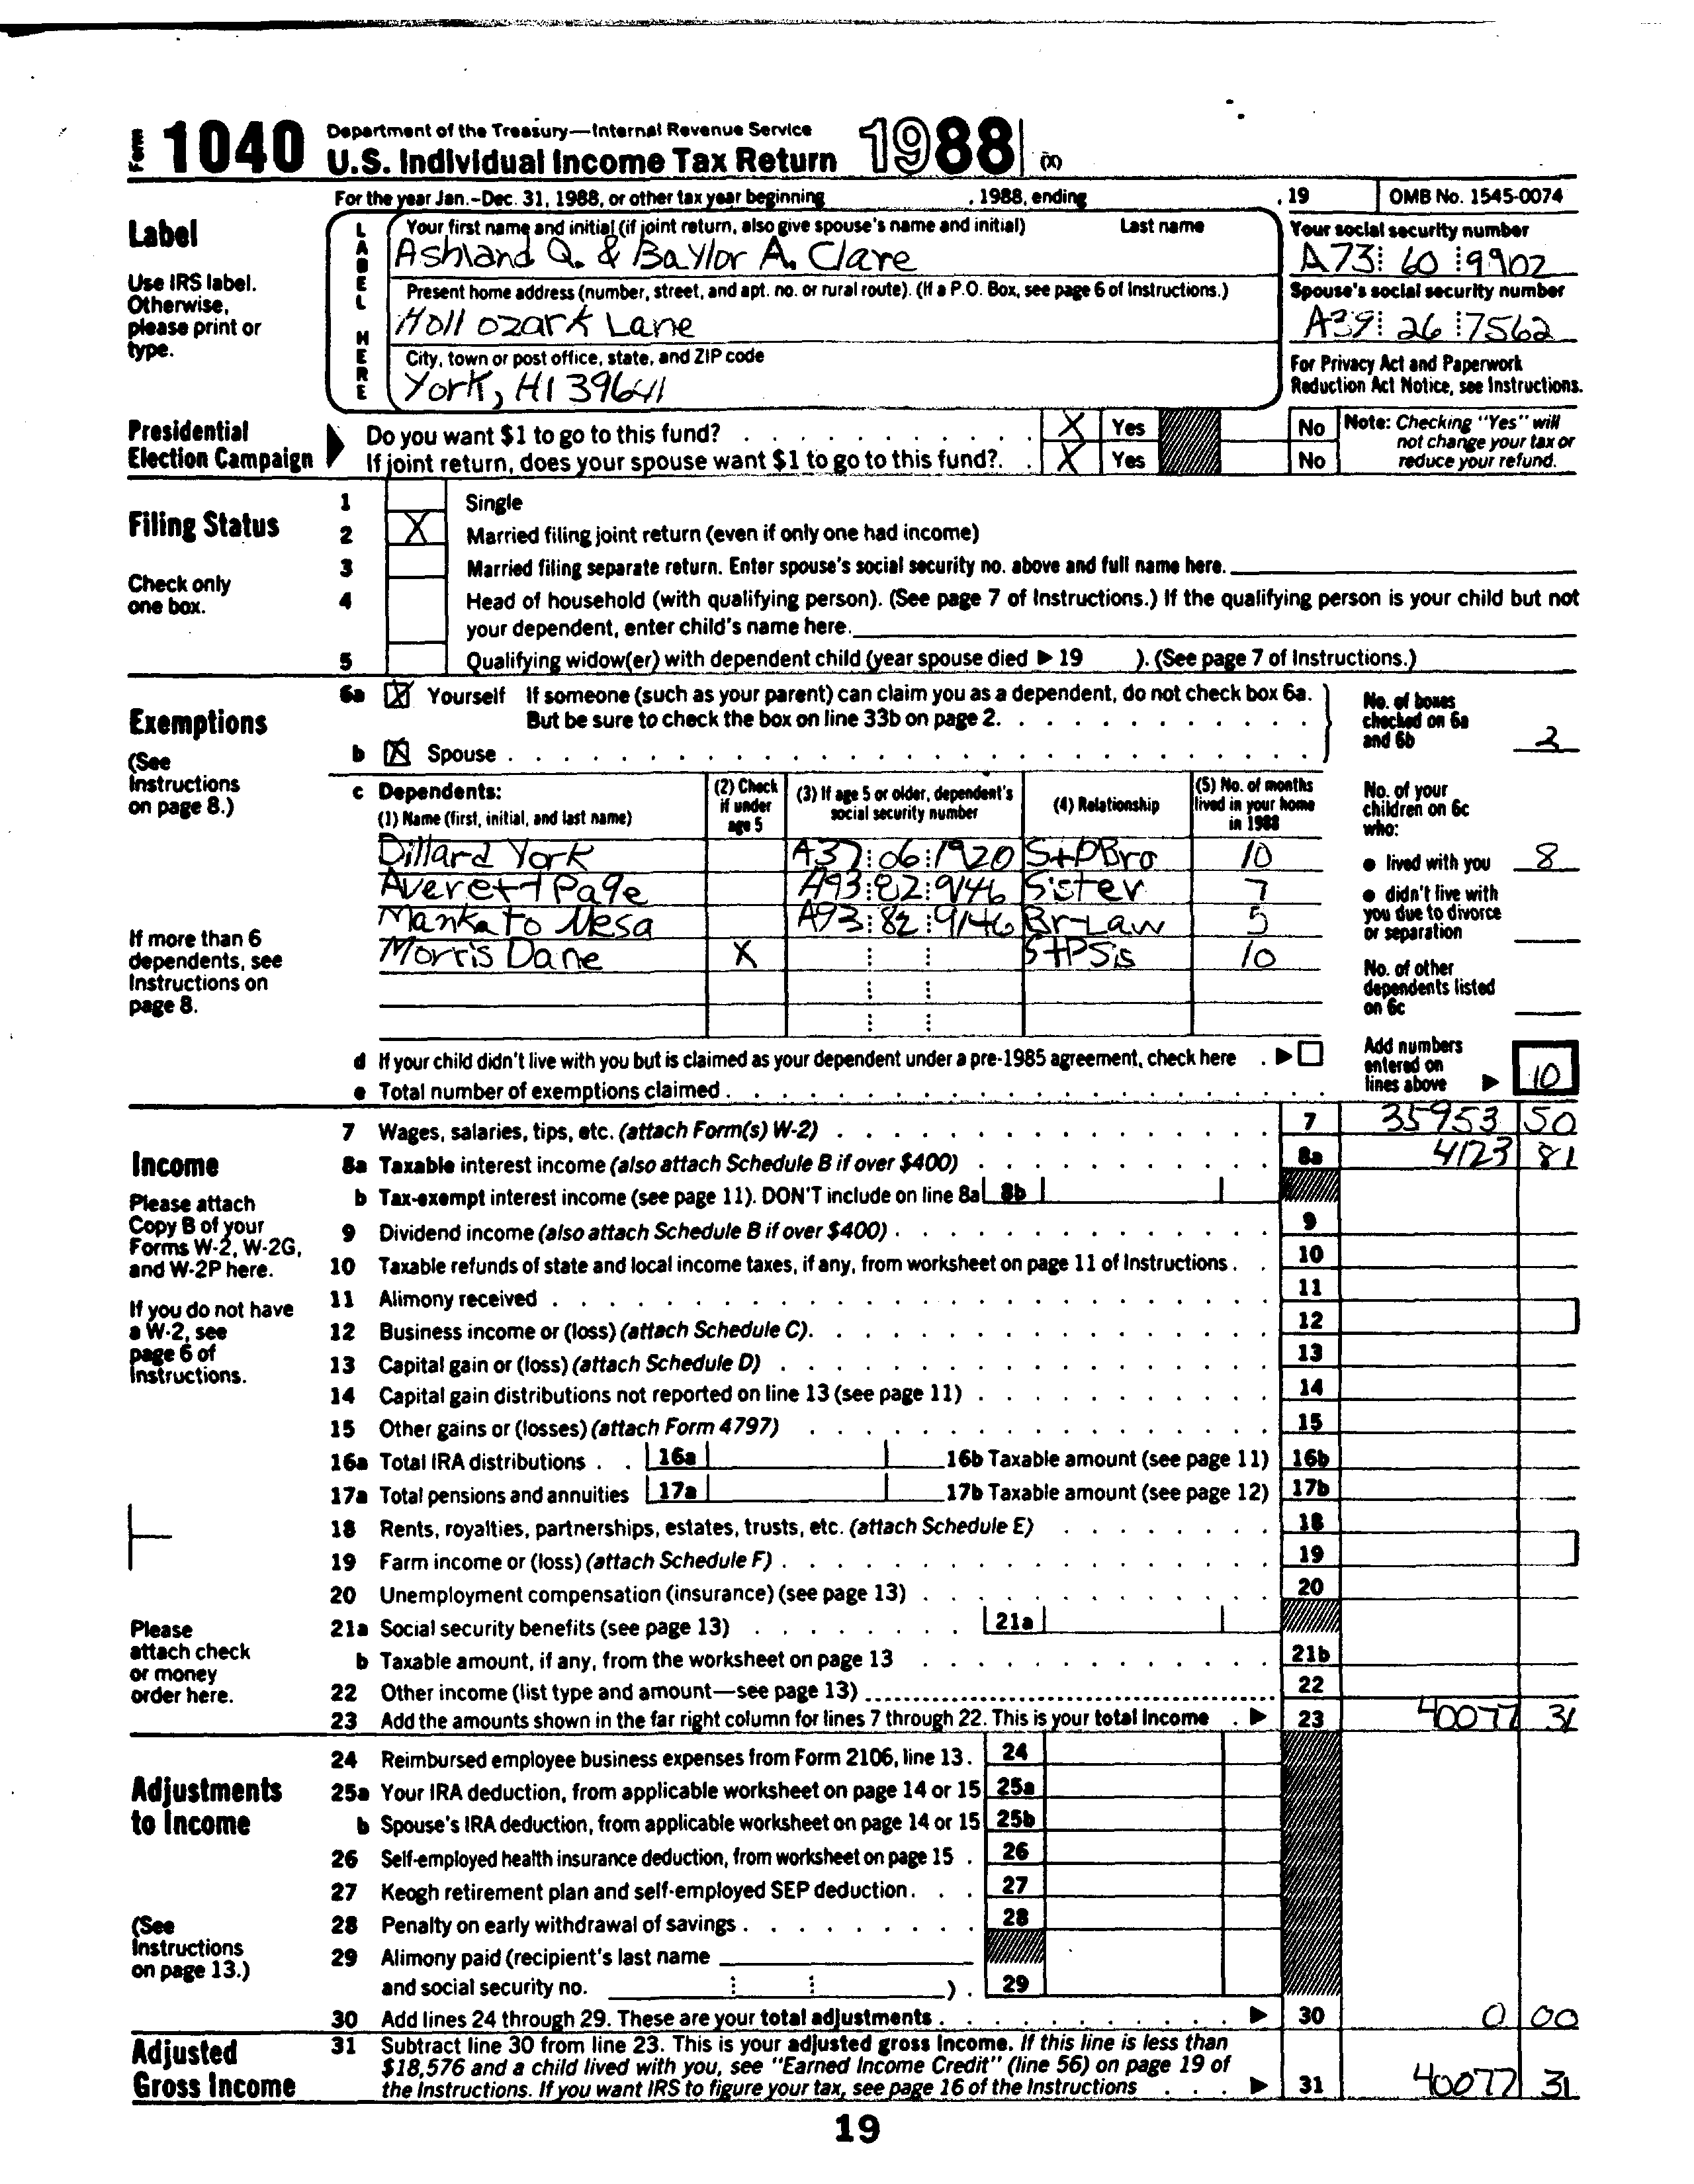 Form 1040 Department of the Treasury—Internal Revenue Service
U.S. Individual Income Tax Return 1988 (X)
For the year Jan.-Dec. 31, 1988, or other tax year beginning , 1988, ending , 19 OMB No. 1545-0074
Label
Use IRS label.
Otherwise,
please print or
type.
LABEL HERE
Your first name and initial (if joint return, also give spouse's name and initial) Last name
Ashland Q. & Baylor A. Clare
Your social security number
A73 60 9902
Present home address (number, street, and apt. no. or rural route). (If a P.O. Box, see page 6 of Instructions.)
Ozark Lane
Spouse's social security number
A39 26 7562
City, town or post office, state, and ZIP code
York, HI 39641
For Privacy Act and Paperwork
Reduction Act Notice, see Instructions.
Presidential
Election Campaign
Do you want $1 to go to this fund? X Yes No
If joint return, does your spouse want $1 to go to this fund?. X Yes No
Note: Checking "Yes" will
not change your tax or
reduce your refund.
Filing Status
Check only
one box.
1 Single
2 X Married filing joint return (even if only one had income)
3 Married filing separate return. Enter spouse's social security no. above and full name here.
4 Head of household (with qualifying person). (See page 7 of Instructions.) If the qualifying person is your child but not
your dependent, enter child's name here.
5 Qualifying widow(er) with dependent child (year spouse died ▶ 19 ). (See page 7 of Instructions.)
Exemptions
(See
Instructions
on page 8.)
If more than 6
dependents, see
Instructions on
page 8.
6a X Yourself If someone (such as your parent) can claim you as a dependent, do not check box 6a.
But be sure to check the box on line 33b on page 2.
b X Spouse
No. of boxes
checked on 6a
and 6b 2
c Dependents:
(1) Name (first, initial, and last name)
(2) Check
if under
age 5
(3) If age 5 or older, dependent's
social security number
(4) Relationship
(5) No. of months
lived in your home
in 1988
Dillard York A37 06 1920 StPBro 10
Averett Page A93 82 9146 Sister 7
Mankato Mesa A93 82 9146 Br-Law 5
Morris Dane X StPSis 10
No. of your
children on 6c
who:
● lived with you 8
● didn't live with
you due to divorce
or separation
No. of other
dependents listed
on 6c
d If your child didn't live with you but is claimed as your dependent under a pre-1985 agreement, check here . ▶
e Total number of exemptions claimed
Add numbers
entered on
lines above ▶ 10
Income
Please attach
Copy B of your
Forms W-2, W-2G,
and W-2P here.
If you do not have
a W-2, see
page 6 of
Instructions.
Please
attach check
or money
order here.
7 Wages, salaries, tips, etc. (attach Form(s) W-2) 7 35953 50
8a Taxable interest income (also attach Schedule B if over $400) 8a 4123 81
b Tax-exempt interest income (see page 11). DON'T include on line 8a 8b
9 Dividend income (also attach Schedule B if over $400) 9
10 Taxable refunds of state and local income taxes, if any, from worksheet on page 11 of Instructions 10
11 Alimony received 11
12 Business income or (loss) (attach Schedule C). 12
13 Capital gain or (loss) (attach Schedule D) 13
14 Capital gain distributions not reported on line 13 (see page 11) 14
15 Other gains or (losses) (attach Form 4797) 15
16a Total IRA distributions 16a 16b Taxable amount (see page 11) 16b
17a Total pensions and annuities 17a 17b Taxable amount (see page 12) 17b
18 Rents, royalties, partnerships, estates, trusts, etc. (attach Schedule E) 18
19 Farm income or (loss) (attach Schedule F) 19
20 Unemployment compensation (insurance) (see page 13) 20
21a Social security benefits (see page 13) 21a
b Taxable amount, if any, from the worksheet on page 13 21b
22 Other income (list type and amount—see page 13) 22
23 Add the amounts shown in the far right column for lines 7 through 22. This is your total income ▶ 23 40077 31
Adjustments
to Income
(See
Instructions
on page 13.)
24 Reimbursed employee business expenses from Form 2106, line 13. 24
25a Your IRA deduction, from applicable worksheet on page 14 or 15 25a
b Spouse's IRA deduction, from applicable worksheet on page 14 or 15 25b
26 Self-employed health insurance deduction, from worksheet on page 15 26
27 Keogh retirement plan and self-employed SEP deduction 27
28 Penalty on early withdrawal of savings 28
29 Alimony paid (recipient's last name
and social security no. ) 29
30 Add lines 24 through 29. These are your total adjustments ▶ 30 0 00
Adjusted
Gross Income
31 Subtract line 30 from line 23. This is your adjusted gross income. If this line is less than
$18,576 and a child lived with you, see "Earned Income Credit" (line 56) on page 19 of
the Instructions. If you want IRS to figure your tax, see page 16 of the Instructions ▶ 31 40077 31
19